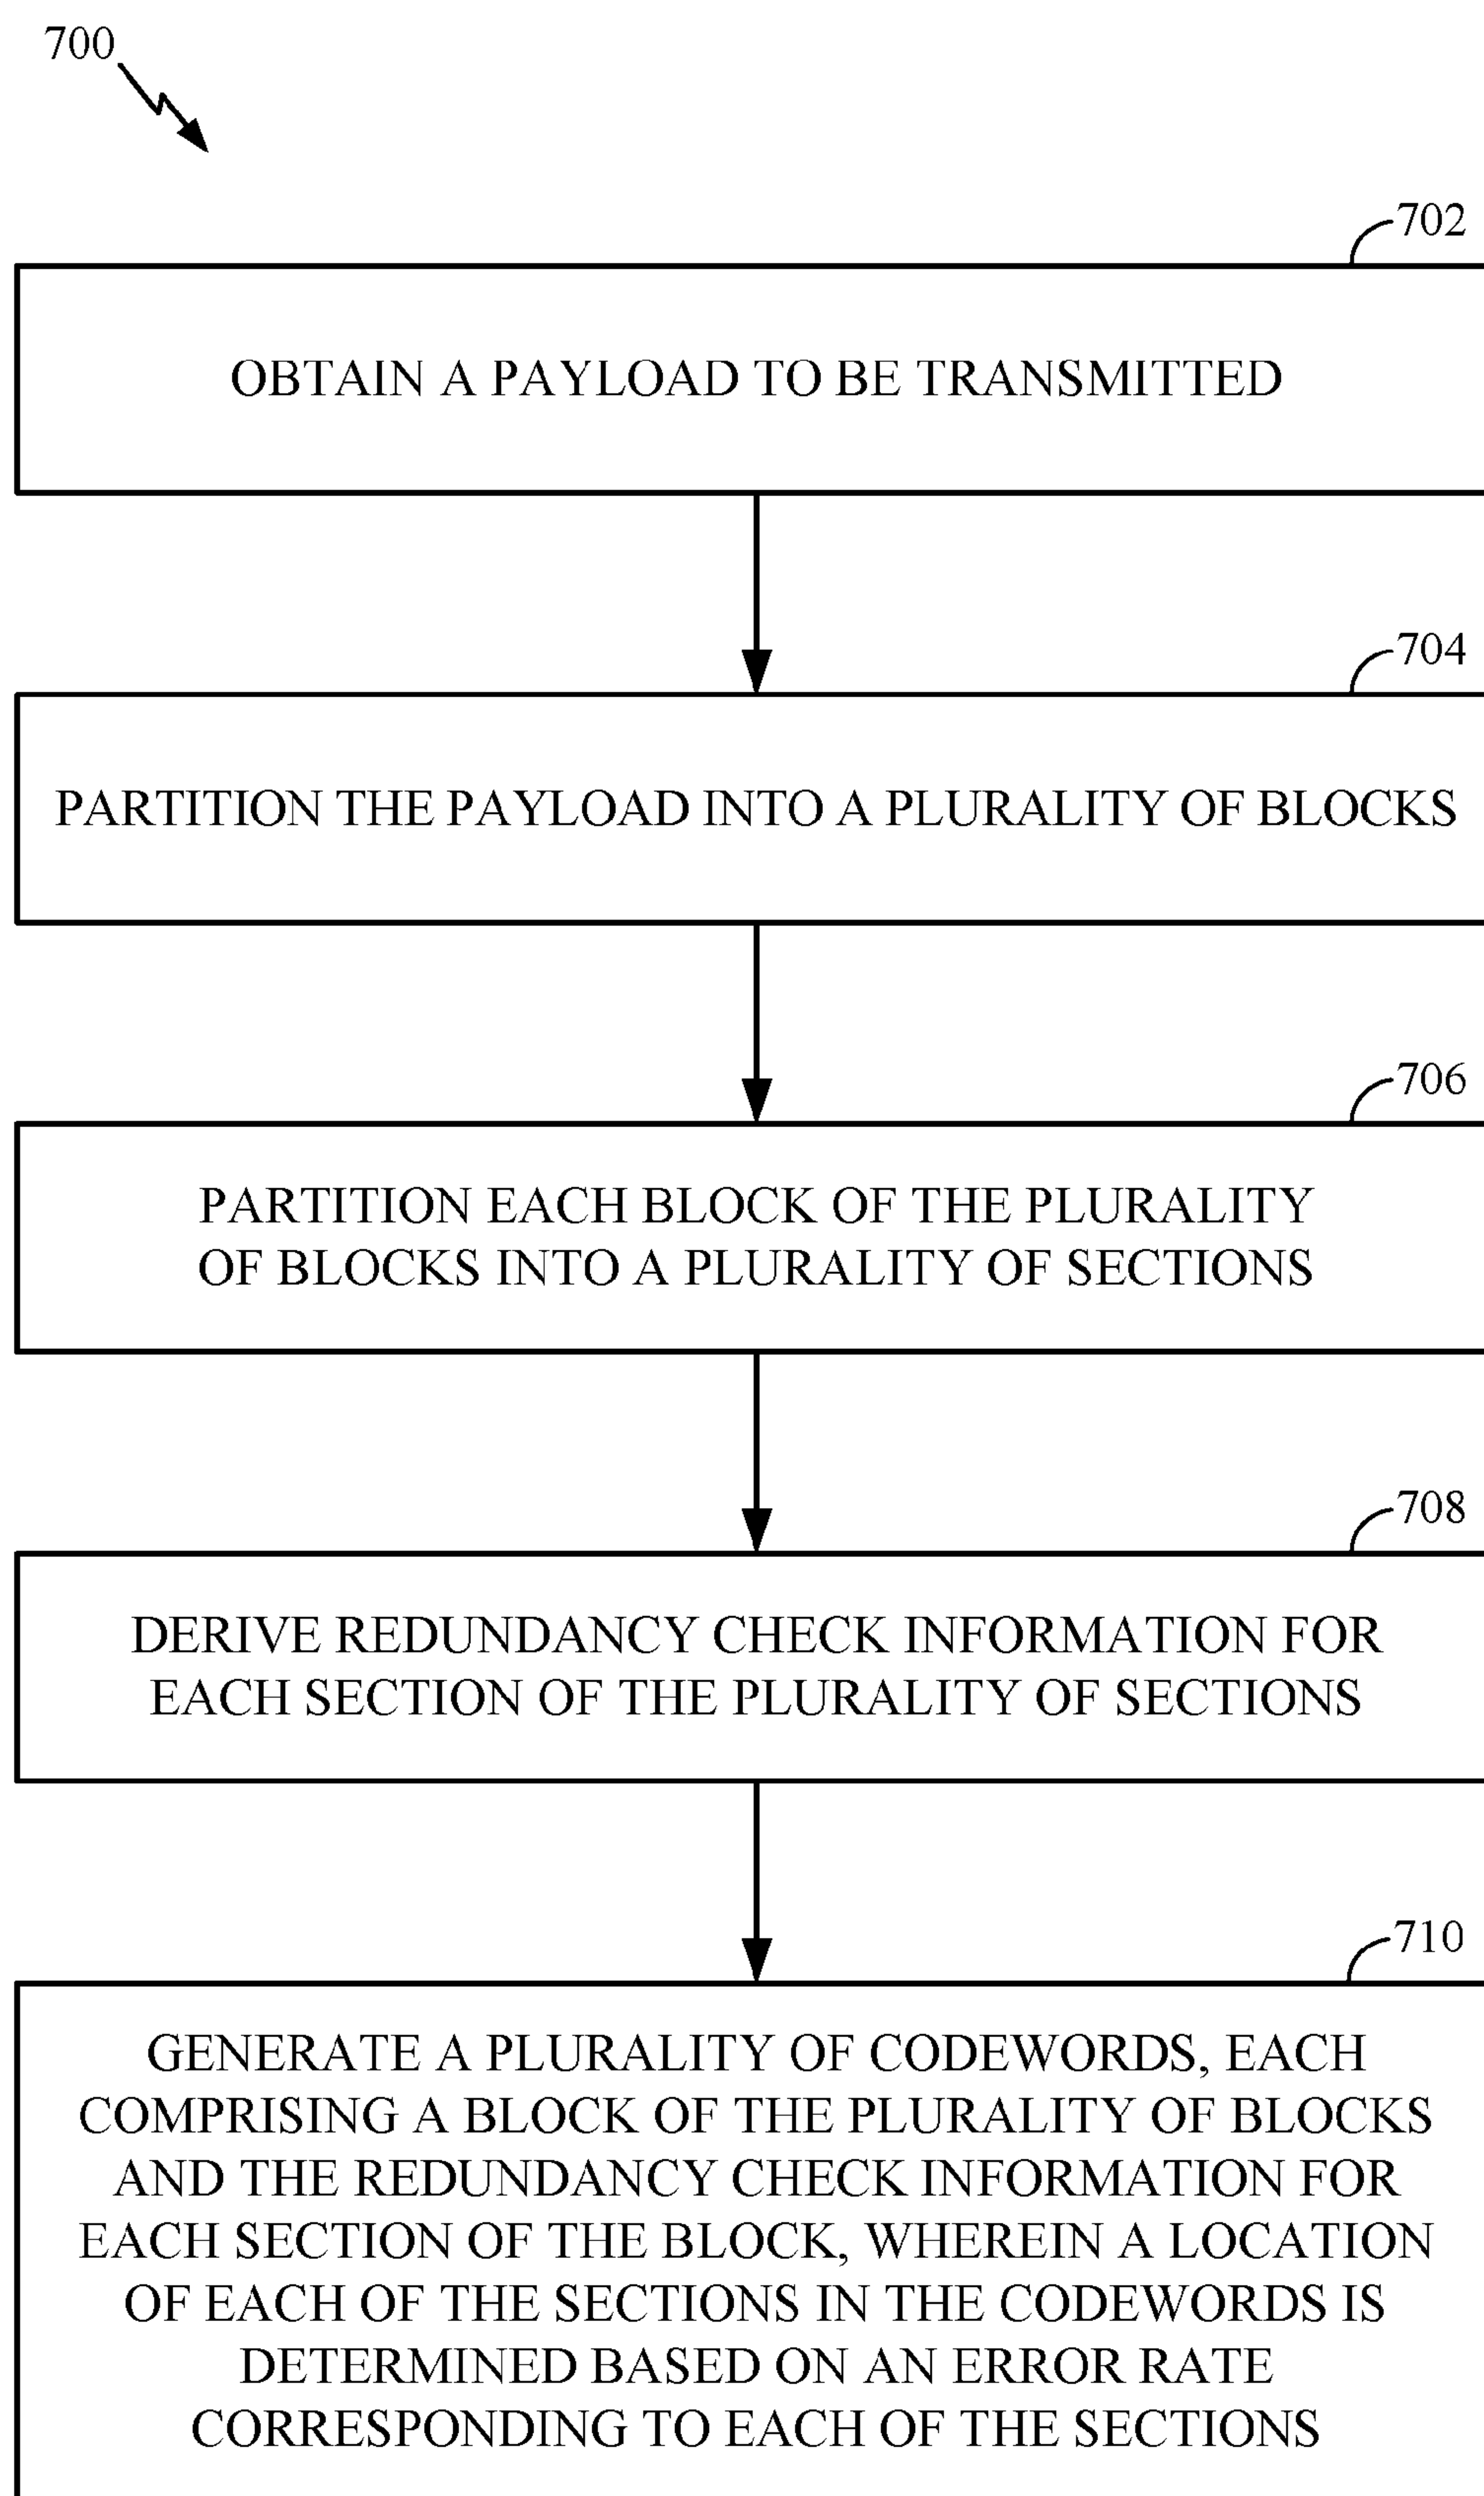 700
702
OBTAIN A PAYLOAD TO BE TRANSMITTED
704
PARTITION THE PAYLOAD INTO A PLURALITY OF BLOCKS
706
PARTITION EACH BLOCK OF THE PLURALITY
OF BLOCKS INTO A PLURALITY OF SECTIONS
708
DERIVE REDUNDANCY CHECK INFORMATION FOR
EACH SECTION OF THE PLURALITY OF SECTIONS
710
GENERATE A PLURALITY OF CODEWORDS, EACH
COMPRISING A BLOCK OF THE PLURALITY OF BLOCKS
AND THE REDUNDANCY CHECK INFORMATION FOR
EACH SECTION OF THE BLOCK, WHEREIN A LOCATION
OF EACH OF THE SECTIONS IN THE CODEWORDS IS
DETERMINED BASED ON AN ERROR RATE
CORRESPONDING TO EACH OF THE SECTIONS